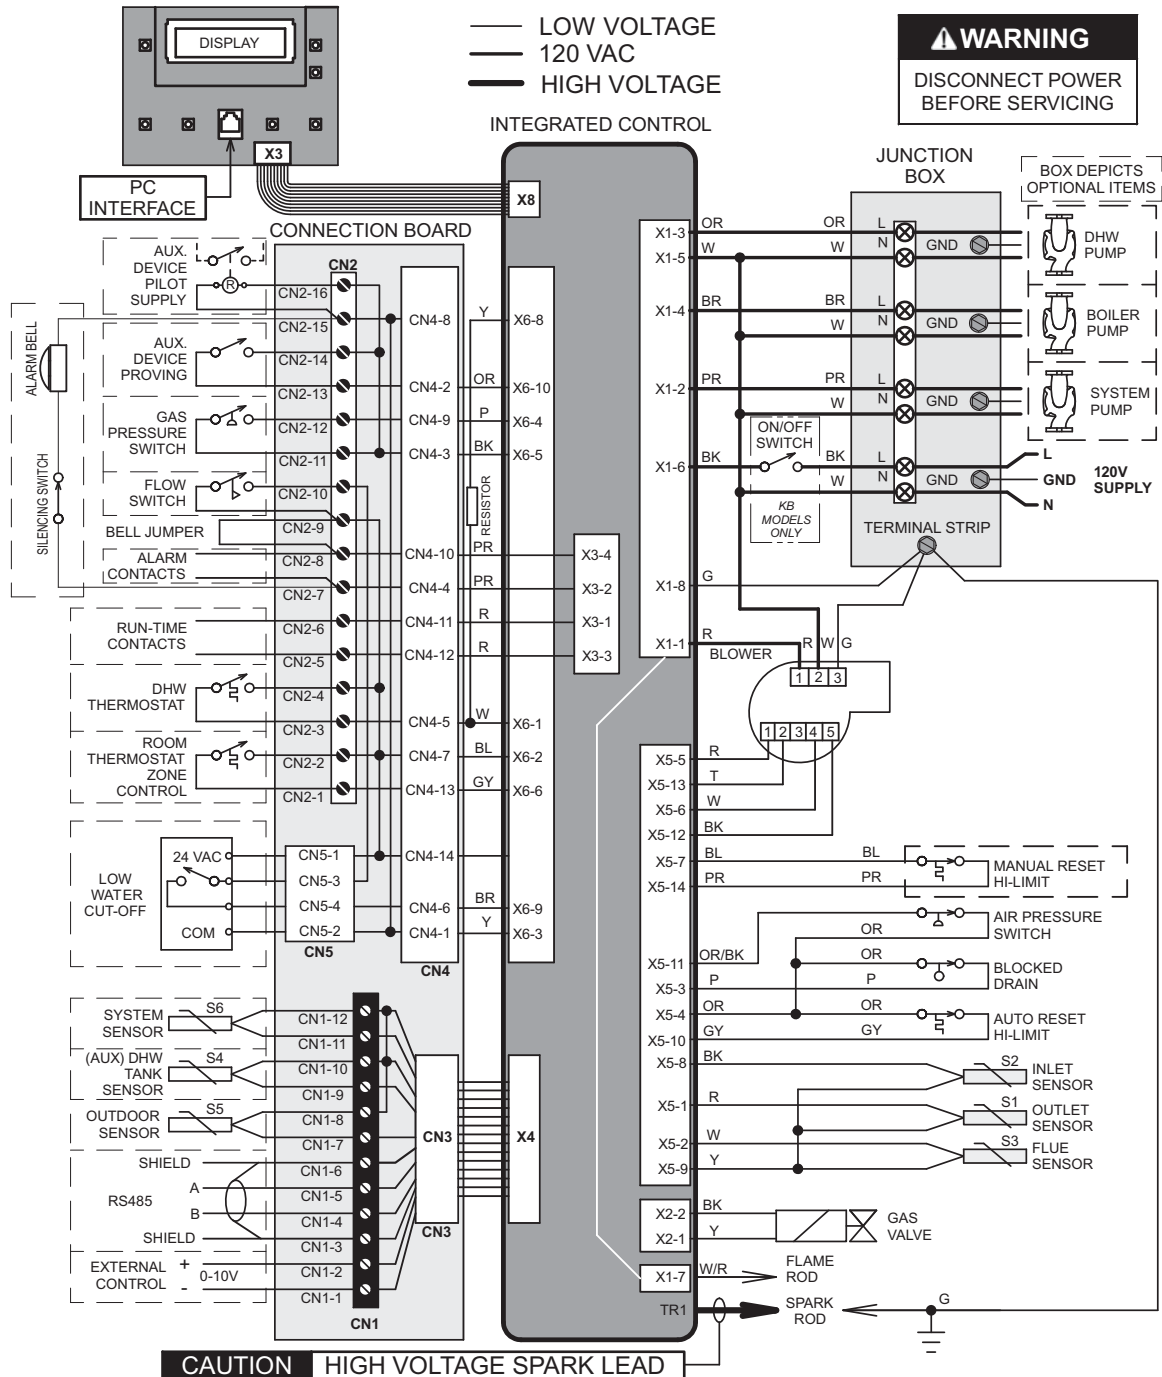 DISPLAY
X3
PC
INTERFACE
LOW VOLTAGE
120 VAC
HIGH VOLTAGE
WARNING
DISCONNECT POWER
BEFORE SERVICING
INTEGRATED CONTROL
X8
CONNECTION BOARD
JUNCTION
BOX
BOX DEPICTS
OPTIONAL ITEMS
AUX.
DEVICE
PILOT
SUPPLY
R
AUX.
DEVICE
PROVING
GAS
PRESSURE
SWITCH
FLOW
SWITCH
BELL JUMPER
ALARM
CONTACTS
ALARM BELL
SILENCING SWITCH
RUN-TIME
CONTACTS
DHW
THERMOSTAT
ROOM
THERMOSTAT
ZONE
CONTROL
LOW
WATER
CUT-OFF
24 VAC
COM
CN2
CN2-16
CN2-15
CN2-14
CN2-13
CN2-12
CN2-11
CN2-10
CN2-9
CN2-8
CN2-7
CN2-6
CN2-5
CN2-4
CN2-3
CN2-2
CN2-1
CN5-1
CN5-3
CN5-4
CN5-2
CN5
CN4-8
CN4-2
CN4-9
CN4-3
CN4-10
CN4-4
CN4-11
CN4-12
CN4-5
CN4-7
CN4-13
CN4-14
CN4-6
CN4-1
CN4
Y
OR
P
BK
RESISTOR
PR
PR
R
R
W
BL
GY
BR
Y
X6-8
X6-10
X6-4
X6-5
X3-4
X3-2
X3-1
X3-3
X6-1
X6-2
X6-6
X6-9
X6-3
SYSTEM
SENSOR
S6
(AUX) DHW
TANK
SENSOR
S4
OUTDOOR
SENSOR
S5
SHIELD
RS485
A
B
SHIELD
EXTERNAL
CONTROL
+
0-10V
-
CN1-12
CN1-11
CN1-10
CN1-9
CN1-8
CN1-7
CN1-6
CN1-5
CN1-4
CN1-3
CN1-2
CN1-1
CN1
CN3
CN3
X4
X1-3
OR
OR
L
X1-5
W
W
N
GND
DHW
PUMP
X1-4
BR
BR
L
W
N
GND
BOILER
PUMP
X1-2
PR
PR
L
W
N
GND
SYSTEM
PUMP
ON/OFF
SWITCH
X1-6
BK
BK
L
W
N
GND
L
GND
N
120V
SUPPLY
KB
MODELS
ONLY
TERMINAL STRIP
X1-8
G
X1-1
R
BLOWER
R
W
G
1 2 3
1 2 3 4 5
X5-5
R
X5-13
T
X5-6
W
X5-12
BK
X5-7
BL
BL
X5-14
PR
PR
MANUAL RESET
HI-LIMIT
AIR PRESSURE
SWITCH
OR
X5-11
OR/BK
OR
X5-3
P
P
BLOCKED
DRAIN
X5-4
OR
OR
X5-10
GY
GY
AUTO RESET
HI-LIMIT
X5-8
BK
S2
INLET
SENSOR
X5-1
R
S1
OUTLET
SENSOR
X5-2
W
X5-9
Y
S3
FLUE
SENSOR
X2-2
BK
X2-1
Y
GAS
VALVE
X1-7
W/R
FLAME
ROD
TR1
SPARK
ROD
G
CAUTION
HIGH VOLTAGE SPARK LEAD